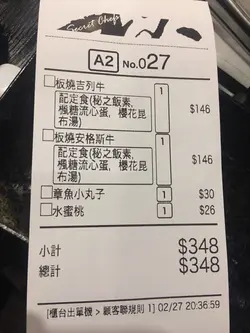 Secret Chef
A2 No.027
板燒吉列牛 1 $146
配定食(秘之飯素,
楓糖流心蛋, 櫻花昆
布湯)
板燒安格斯牛 1 $146
配定食(秘之飯素,
楓糖流心蛋, 櫻花昆
布湯)
章魚小丸子 1 $30
水蜜桃 1 $26
小計 $348
總計 $348
[櫃台出單機 > 顧客聯規則 1] 02/27 20:36:59